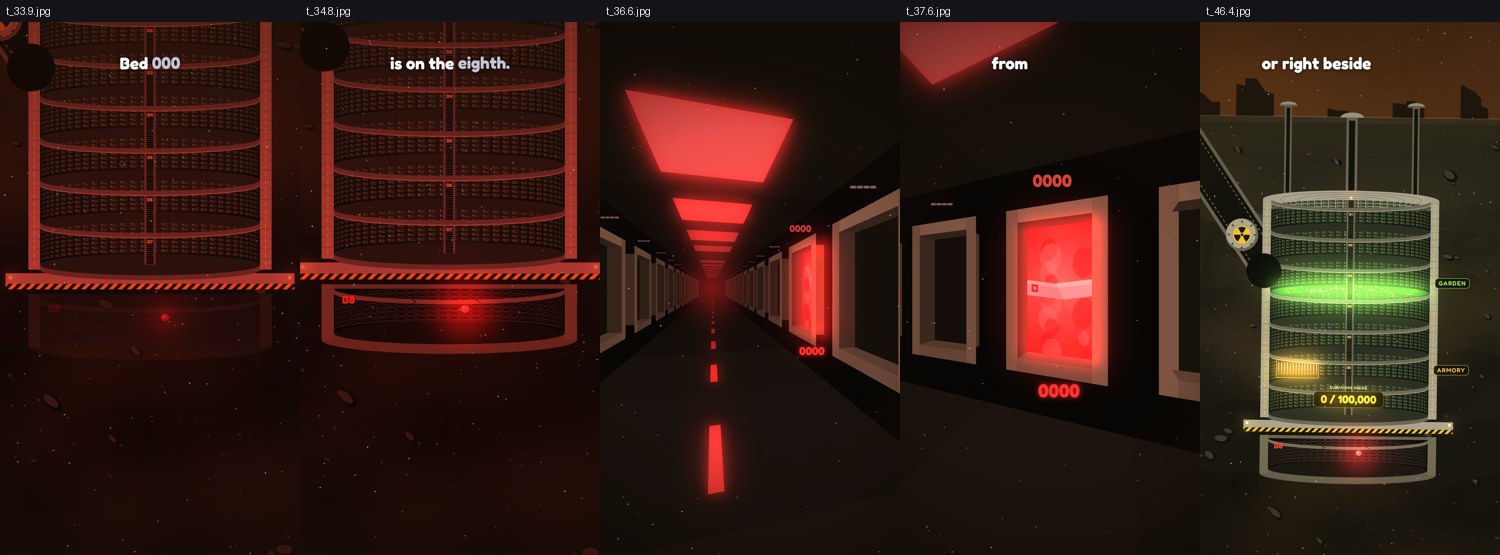 t_33.9.jpg
t_34.8.jpg
t_36.6.jpg
t_37.6.jpg
t_46.4.jpg
Bed 000
is on the eighth.
from
or right beside
B8
0000
0000
0000
0000
GARDEN
ARMORY
0 / 100,000
B8